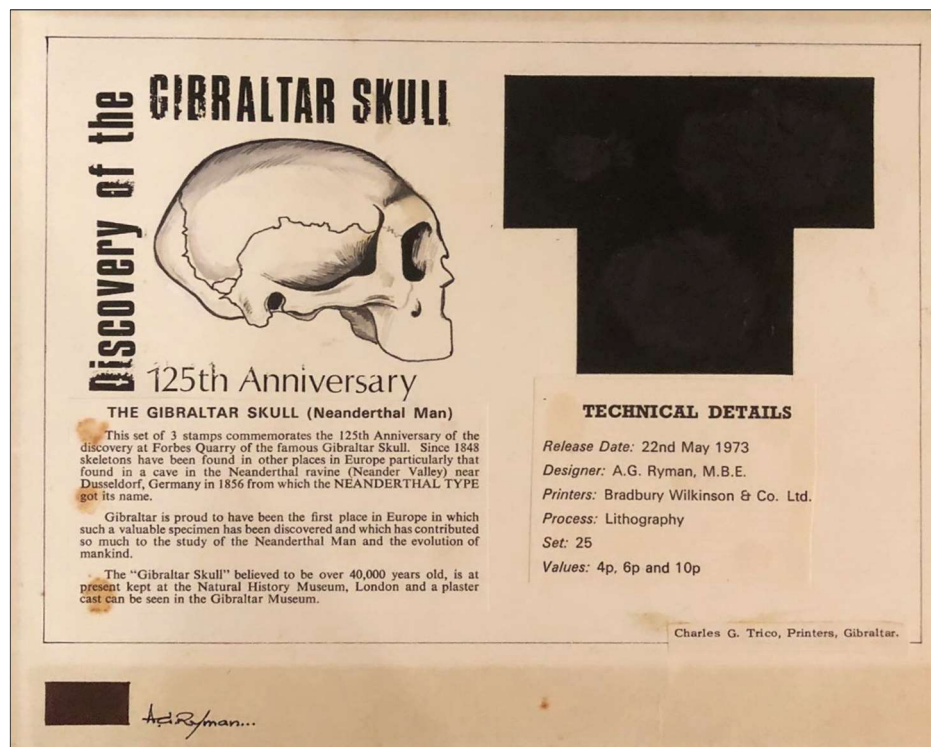 Discovery of the
GIBRALTAR SKULL
125th Anniversary
THE GIBRALTAR SKULL (Neanderthal Man)
This set of 3 stamps commemorates the 125th Anniversary of the
discovery at Forbes Quarry of the famous Gibraltar Skull. Since 1848
skeletons have been found in other places in Europe particularly that
found in a cave in the Neanderthal ravine (Neander Valley) near
Dusseldorf, Germany in 1856 from which the NEANDERTHAL TYPE
got its name.
Gibraltar is proud to have been the first place in Europe in which
such a valuable specimen has been discovered and which has contributed
so much to the study of the Neanderthal Man and the evolution of
mankind.
The "Gibraltar Skull" believed to be over 40,000 years old, is at
present kept at the Natural History Museum, London and a plaster
cast can be seen in the Gibraltar Museum.
TECHNICAL DETAILS
Release Date: 22nd May 1973
Designer: A.G. Ryman, M.B.E.
Printers: Bradbury Wilkinson & Co. Ltd.
Process: Lithography
Set: 25
Values: 4p, 6p and 10p
Charles G. Trico, Printers, Gibraltar.
A.G. Ryman...